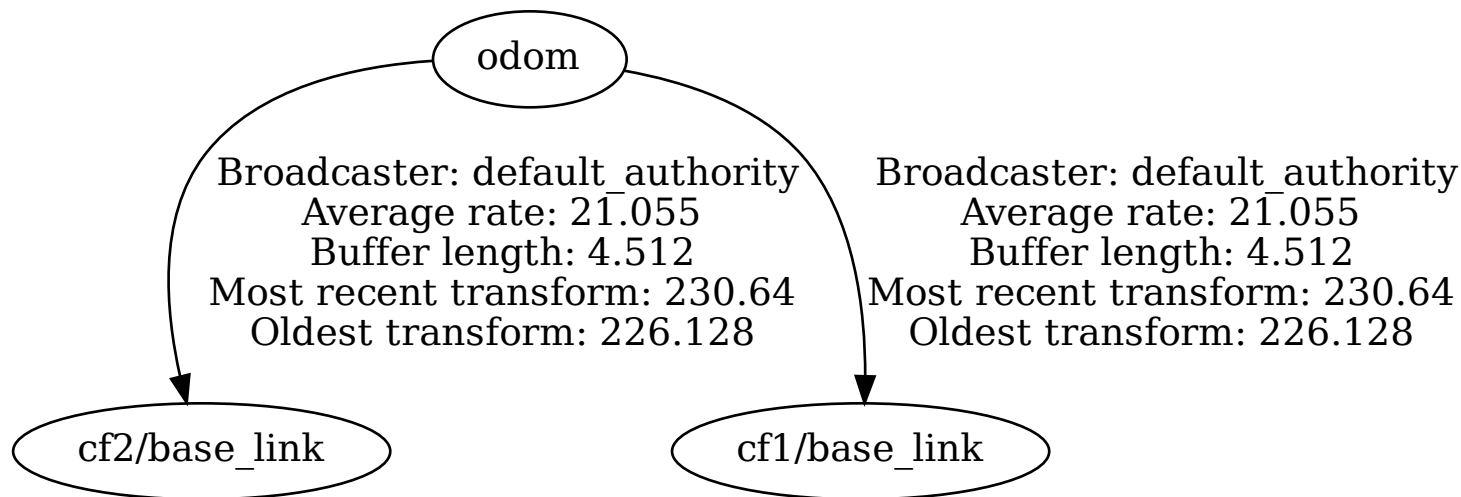 odom
Broadcaster: default_authority
Average rate: 21.055
Buffer length: 4.512
Most recent transform: 230.64
Oldest transform: 226.128
Broadcaster: default_authority
Average rate: 21.055
Buffer length: 4.512
Most recent transform: 230.64
Oldest transform: 226.128
cf2/base_link
cf1/base_link